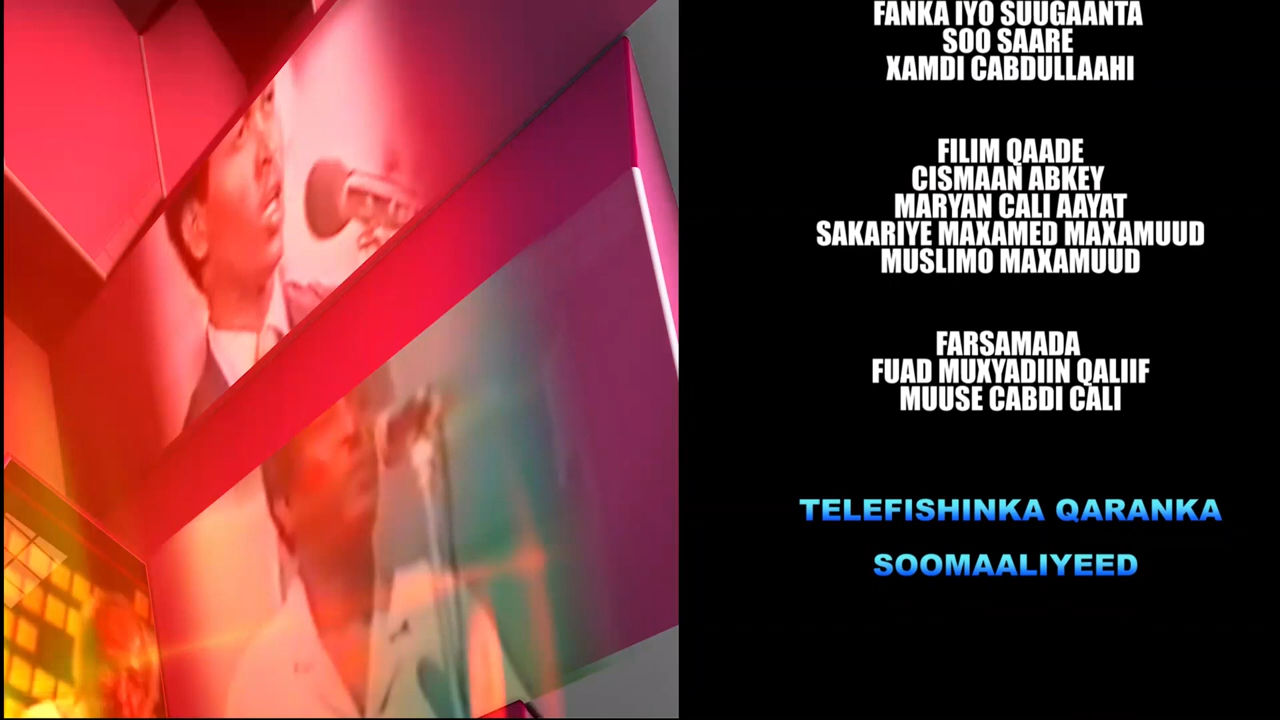 FANKA IYO SUUGAANTA
SOO SAARE
XAMDI CABDULLAAHI
FILIM QAADE
CISMAAN ABKEY
MARYAN CALI AAYAT
SAKARIYE MAXAMED MAXAMUUD
MUSLIMO MAXAMUUD
FARSAMADA
FUAD MUXYADIIN QALIIF
MUUSE CABDI CALI
TELEFISHINKA QARANKA
SOOMAALIYEED